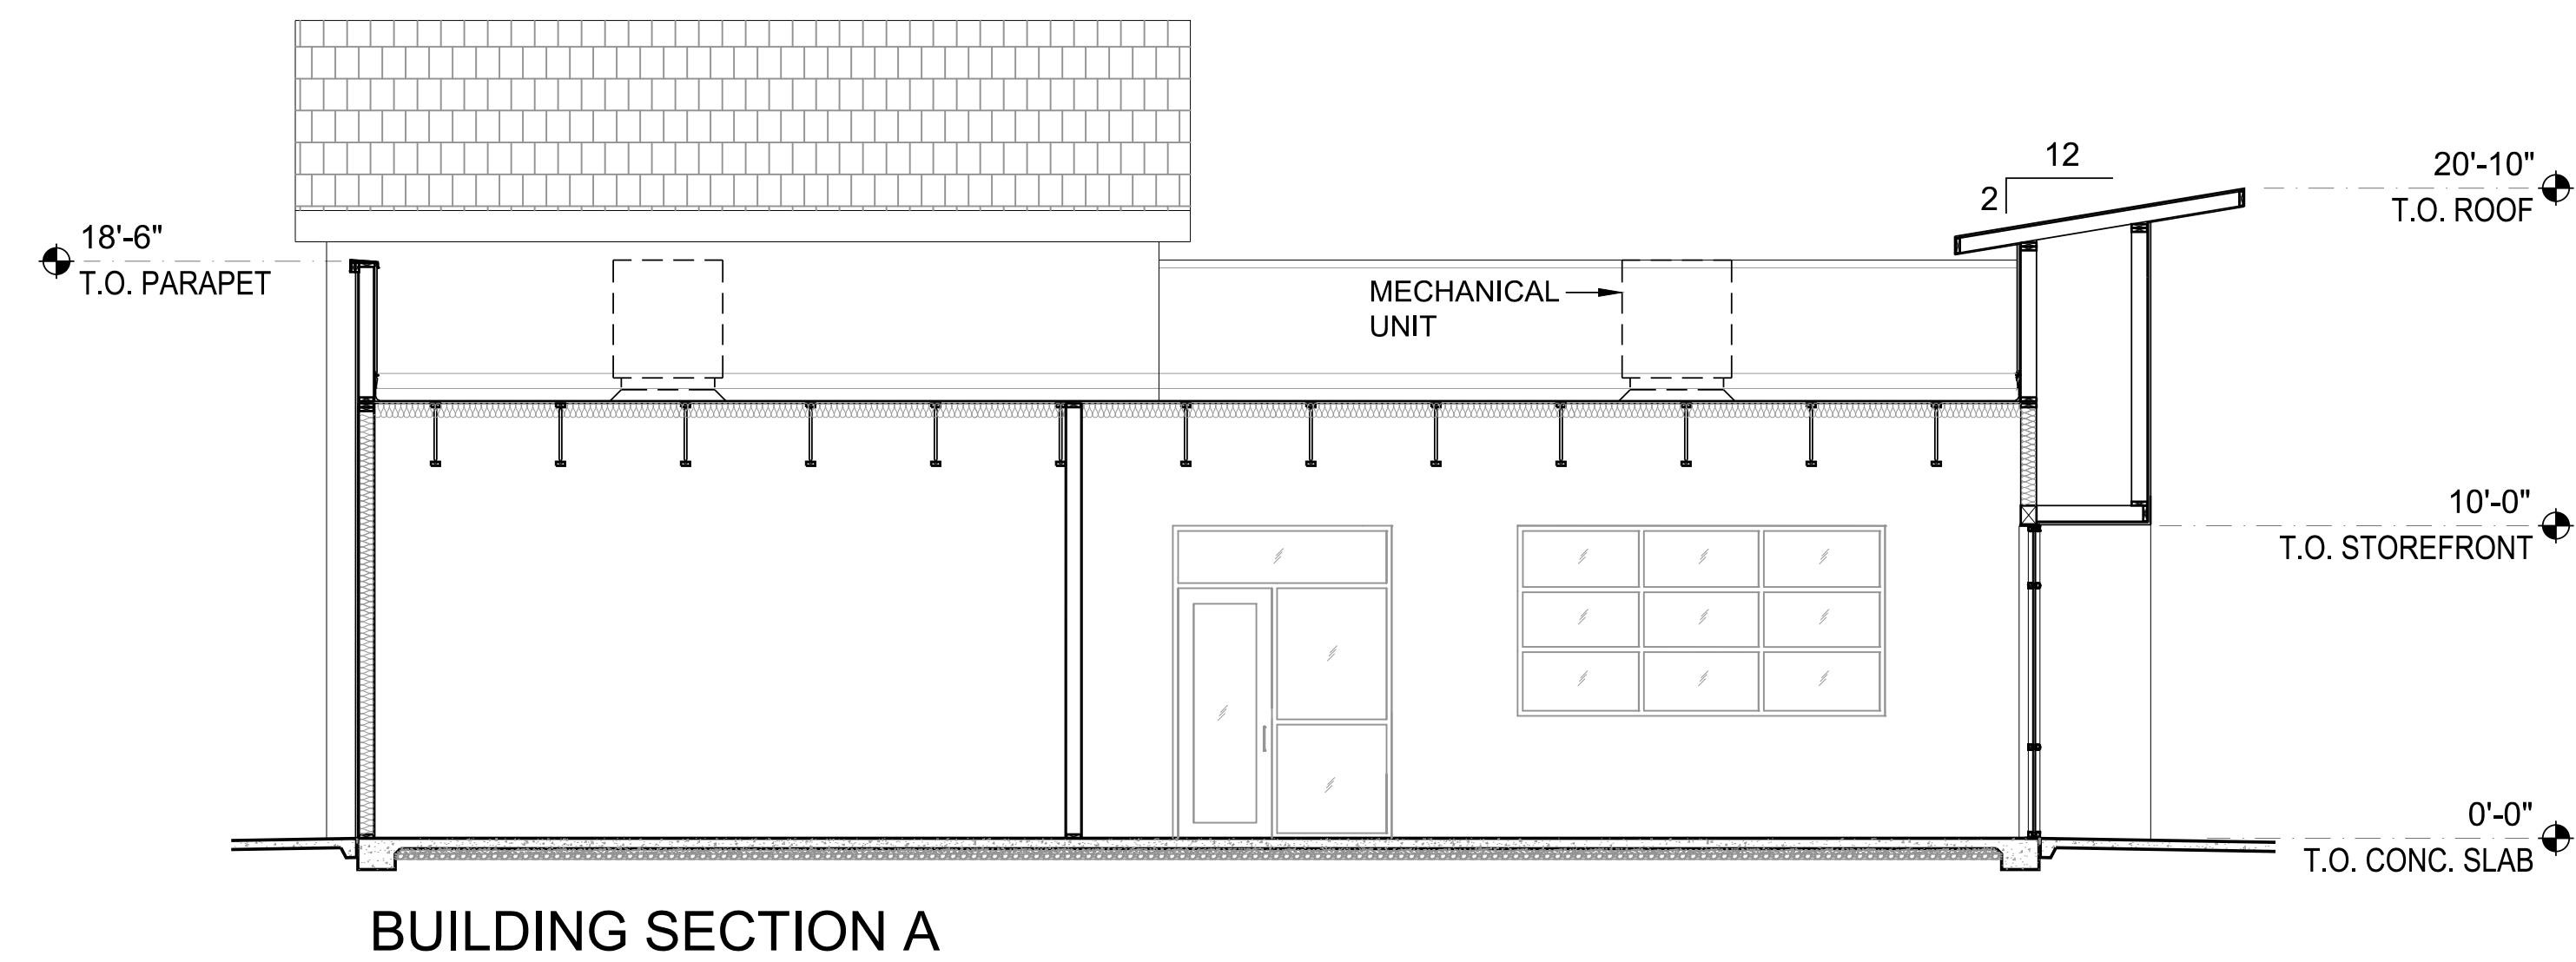 12
20'-10"
2
T.O. ROOF
18'-6"
T.O. PARAPET
MECHANICAL
UNIT
10'-0"
T.O. STOREFRONT
0'-0"
T.O. CONC. SLAB
BUILDING SECTION A